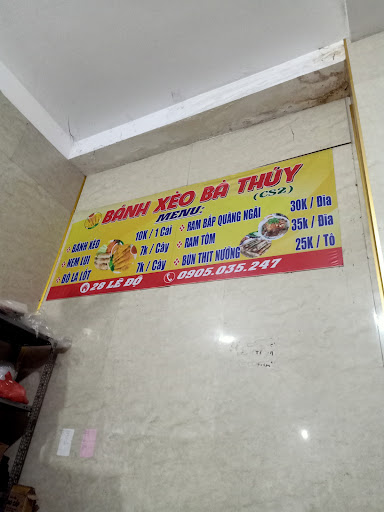 BÁNH XÈO BÀ THỦY
(CS2)
MENU:
BÁNH XÈO 10K / 1 Cái
NEM LỤI 7k / Cây
BÒ LÁ LỐT 7k / Cây
RAM BẮP QUẢNG NGÃI 30K / Dĩa
RAM TÔM 35k / Dĩa
BÚN THỊT NƯỚNG 25K / Tô
28 LÊ ĐỘ 0905.035.247